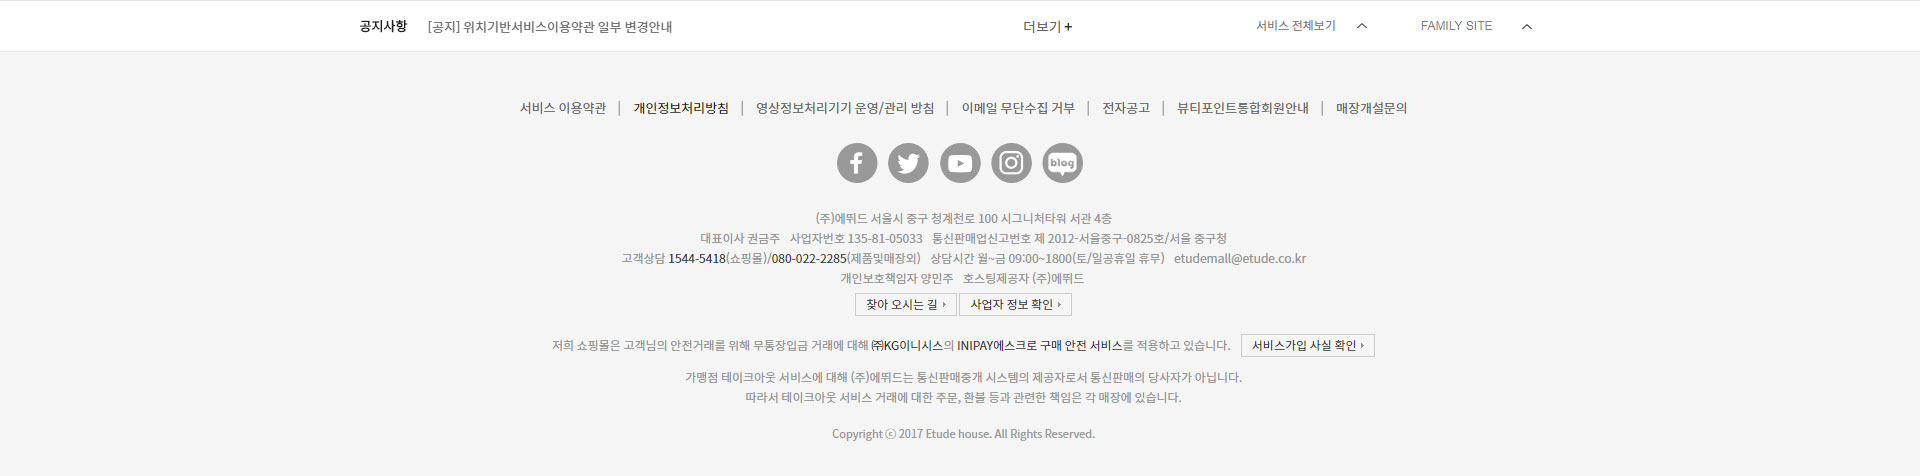 공지사항 [공지] 위치기반서비스이용약관 일부 변경안내 더보기 + 서비스 전체보기 FAMILY SITE
서비스 이용약관 | 개인정보처리방침 | 영상정보처리기기 운영/관리 방침 | 이메일 무단수집 거부 | 전자공고 | 뷰티포인트통합회원안내 | 매장개설문의
blog
(주)에뛰드 서울시 중구 청계천로 100 시그니처타워 서관 4층
대표이사 권금주 사업자번호 135-81-05033 통신판매업신고번호 제 2012-서울중구-0825호/서울 중구청
고객상담 1544-5418(쇼핑몰)/080-022-2285(제품및매장외) 상담시간 월~금 09:00~1800(토/일공휴일 휴무) etudemall@etude.co.kr
개인보호책임자 양민주 호스팅제공자 (주)에뛰드
찾아 오시는 길 사업자 정보 확인
저희 쇼핑몰은 고객님의 안전거래를 위해 무통장입금 거래에 대해 ㈜KG이니시스의 INIPAY에스크로 구매 안전 서비스를 적용하고 있습니다. 서비스가입 사실 확인
가맹점 테이크아웃 서비스에 대해 (주)에뛰드는 통신판매중개 시스템의 제공자로서 통신판매의 당사자가 아닙니다.
따라서 테이크아웃 서비스 거래에 대한 주문, 환불 등과 관련한 책임은 각 매장에 있습니다.
Copyright ⓒ 2017 Etude house. All Rights Reserved.